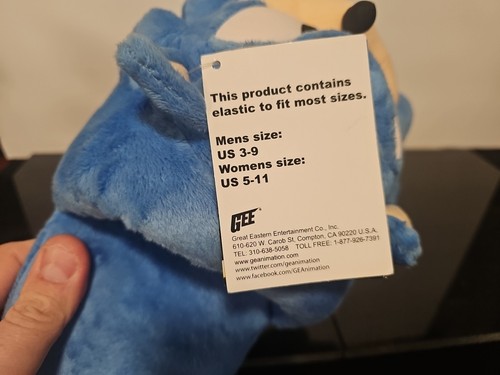 This product contains
elastic to fit most sizes.
Mens size:
US 3-9
Womens size:
US 5-11
GEE
Great Eastern Entertainment Co., Inc.
610-620 W. Carob St, Compton, CA 90220 U.S.A.
TEL: 310-638-5058 TOLL FREE: 1-877-926-7391
www.geanimation.com
www.twitter.com/geanimation
www.facebook.com/GEAnimation